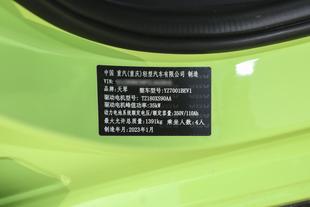 中国 重汽(重庆)轻型汽车有限公司 制造
VIN:
品牌：天琴 整车型号：YZ7001BEV1
驱动电机型号：TZ180XS90AA
驱动电机峰值功率：35kW
动力电池系统额定电压/额定容量：350V/110Ah
最大允许总质量：1391kg 乘坐人数：4人
制造年月：2023年1月